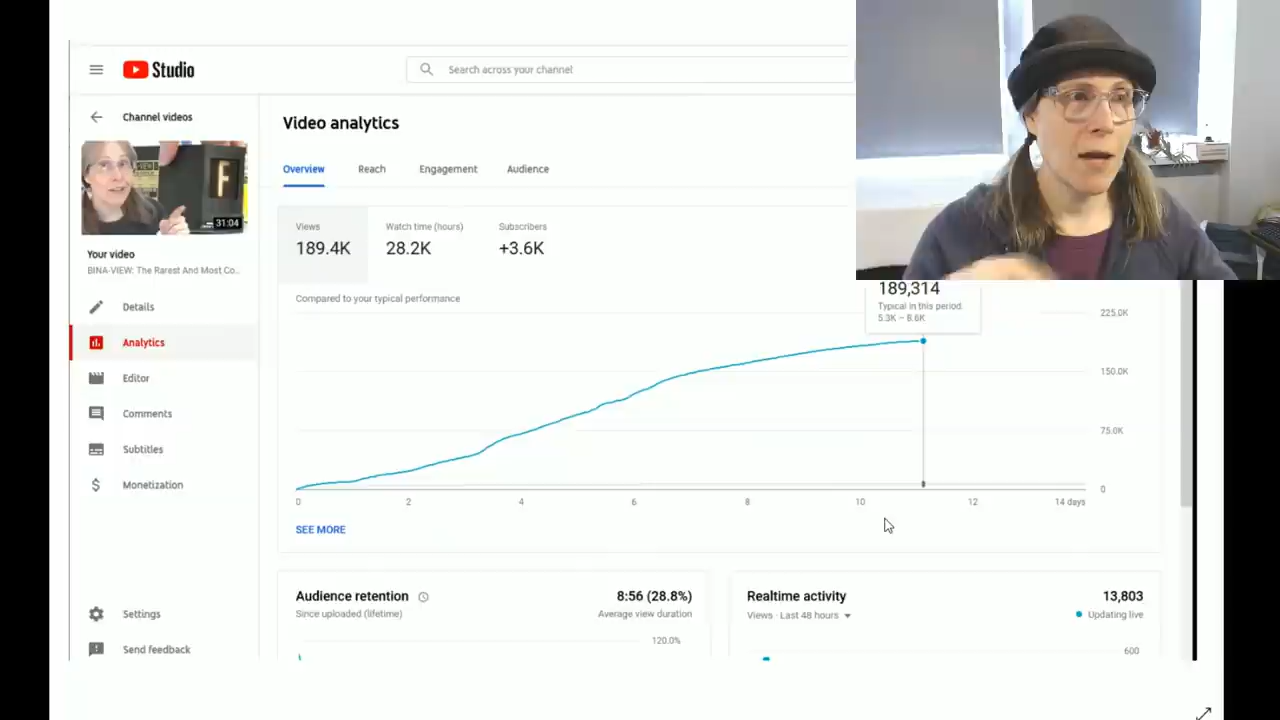 Studio
Search across your channel
Channel videos
F
31:04
Your video
BINA-VIEW: The Rarest And Most Co..
Details
Analytics
Editor
Comments
Subtitles
Monetization
Settings
Send feedback
Video analytics
Overview Reach Engagement Audience
Views Watch time (hours) Subscribers
189.4K 28.2K +3.6K
Compared to your typical performance
189,314
Typical in this period.
5.3K – 8.6K
225.0K
150.0K
75.0K
0
0 2 4 6 8 10 12 14 days
SEE MORE
Audience retention 8:56 (28.8%)
Since uploaded (lifetime) Average view duration
120.0%
Realtime activity 13,803
Views · Last 48 hours Updating live
600